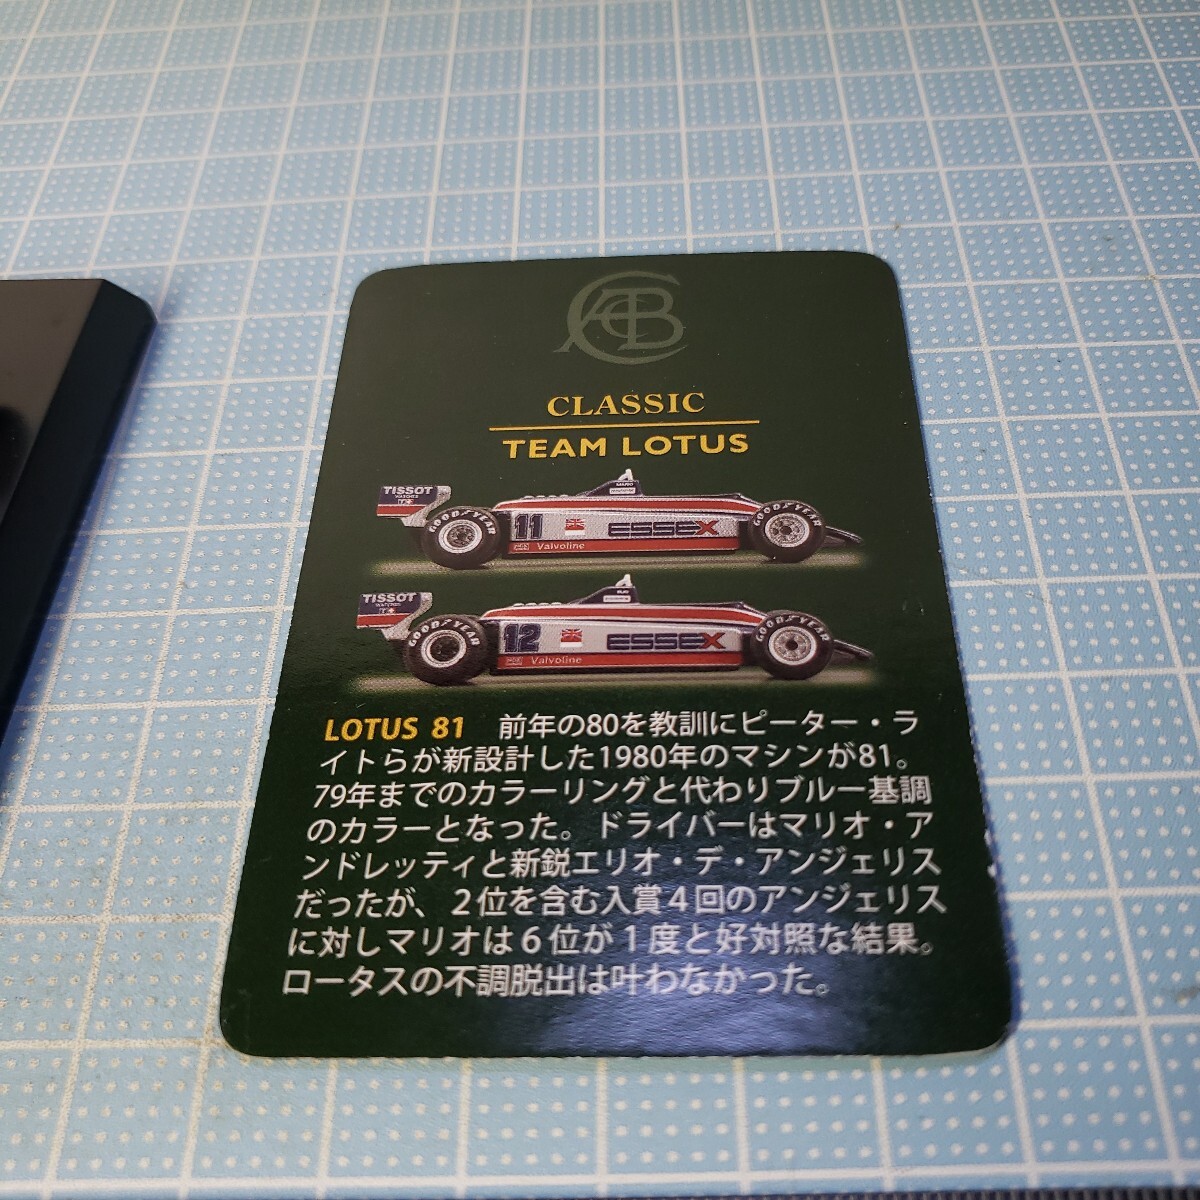 ACBC
CLASSIC
TEAM LOTUS
TISSOT
GOODYEAR
11
ESSEX
Valvoline
GOODYEAR
TISSOT
GOODYEAR
12
ESSEX
Valvoline
GOODYEAR
LOTUS 81 前年の80を教訓にピーター・ラ
イトらが新設計した1980年のマシンが81。
79年までのカラーリングと代わりブルー基調
のカラーとなった。ドライバーはマリオ・ア
ンドレッティと新鋭エリオ・デ・アンジェリス
だったが、2位を含む入賞4回のアンジェリス
に対しマリオは6位が1度と好対照な結果。
ロータスの不調脱出は叶わなかった。